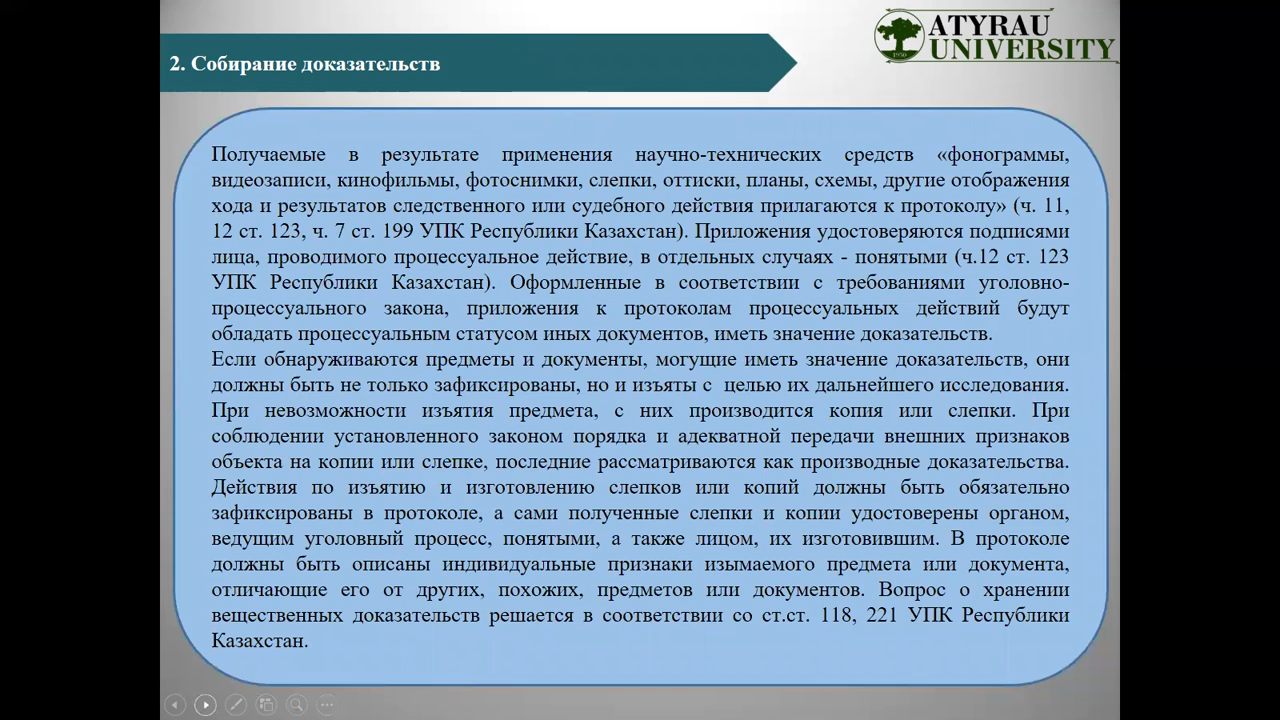 ATYRAU
UNIVERSITY
1950
2. Собирание доказательств
Получаемые в результате применения научно-технических средств «фонограммы,
видеозаписи, кинофильмы, фотоснимки, слепки, оттиски, планы, схемы, другие отображения
хода и результатов следственного или судебного действия прилагаются к протоколу» (ч. 11,
12 ст. 123, ч. 7 ст. 199 УПК Республики Казахстан). Приложения удостоверяются подписями
лица, проводимого процессуальное действие, в отдельных случаях - понятыми (ч.12 ст. 123
УПК Республики Казахстан). Оформленные в соответствии с требованиями уголовно-
процессуального закона, приложения к протоколам процессуальных действий будут
обладать процессуальным статусом иных документов, иметь значение доказательств.
Если обнаруживаются предметы и документы, могущие иметь значение доказательств, они
должны быть не только зафиксированы, но и изъяты с целью их дальнейшего исследования.
При невозможности изъятия предмета, с них производится копия или слепки. При
соблюдении установленного законом порядка и адекватной передачи внешних признаков
объекта на копии или слепке, последние рассматриваются как производные доказательства.
Действия по изъятию и изготовлению слепков или копий должны быть обязательно
зафиксированы в протоколе, а сами полученные слепки и копии удостоверены органом,
ведущим уголовный процесс, понятыми, а также лицом, их изготовившим. В протоколе
должны быть описаны индивидуальные признаки изымаемого предмета или документа,
отличающие его от других, похожих, предметов или документов. Вопрос о хранении
вещественных доказательств решается в соответствии со ст.ст. 118, 221 УПК Республики
Казахстан.